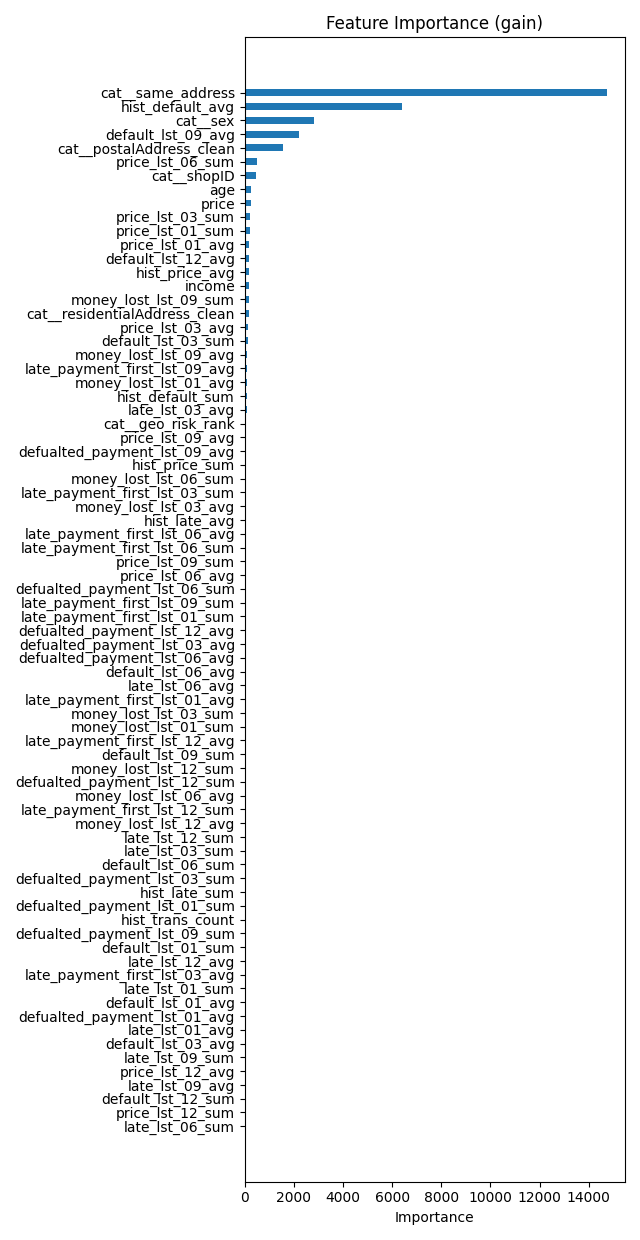 Feature Importance (gain)
cat__same_address
hist_default_avg
cat__sex
default_lst_09_avg
cat__postalAddress_clean
price_lst_06_sum
cat__shopID
age
price
price_lst_03_sum
price_lst_01_sum
price_lst_01_avg
default_lst_12_avg
hist_price_avg
income
money_lost_lst_09_sum
cat__residentialAddress_clean
price_lst_03_avg
default_lst_03_sum
money_lost_lst_09_avg
late_payment_first_lst_09_avg
money_lost_lst_01_avg
hist_default_sum
late_lst_03_avg
cat__geo_risk_rank
price_lst_09_avg
defualted_payment_lst_09_avg
hist_price_sum
money_lost_lst_06_sum
late_payment_first_lst_03_sum
money_lost_lst_03_avg
hist_late_avg
late_payment_first_lst_06_avg
late_payment_first_lst_06_sum
price_lst_09_sum
price_lst_06_avg
defualted_payment_lst_06_sum
late_payment_first_lst_09_sum
late_payment_first_lst_01_sum
defualted_payment_lst_12_avg
defualted_payment_lst_03_avg
defualted_payment_lst_06_avg
default_lst_06_avg
late_lst_06_avg
late_payment_first_lst_01_avg
money_lost_lst_03_sum
money_lost_lst_01_sum
late_payment_first_lst_12_avg
default_lst_09_sum
money_lost_lst_12_sum
defualted_payment_lst_12_sum
money_lost_lst_06_avg
late_payment_first_lst_12_sum
money_lost_lst_12_avg
late_lst_12_sum
late_lst_03_sum
default_lst_06_sum
defualted_payment_lst_03_sum
hist_late_sum
defualted_payment_lst_01_sum
hist_trans_count
defualted_payment_lst_09_sum
default_lst_01_sum
late_lst_12_avg
late_payment_first_lst_03_avg
late_lst_01_sum
default_lst_01_avg
defualted_payment_lst_01_avg
late_lst_01_avg
default_lst_03_avg
late_lst_09_sum
price_lst_12_avg
late_lst_09_avg
default_lst_12_sum
price_lst_12_sum
late_lst_06_sum
0 2000 4000 6000 8000 10000 12000 14000
Importance